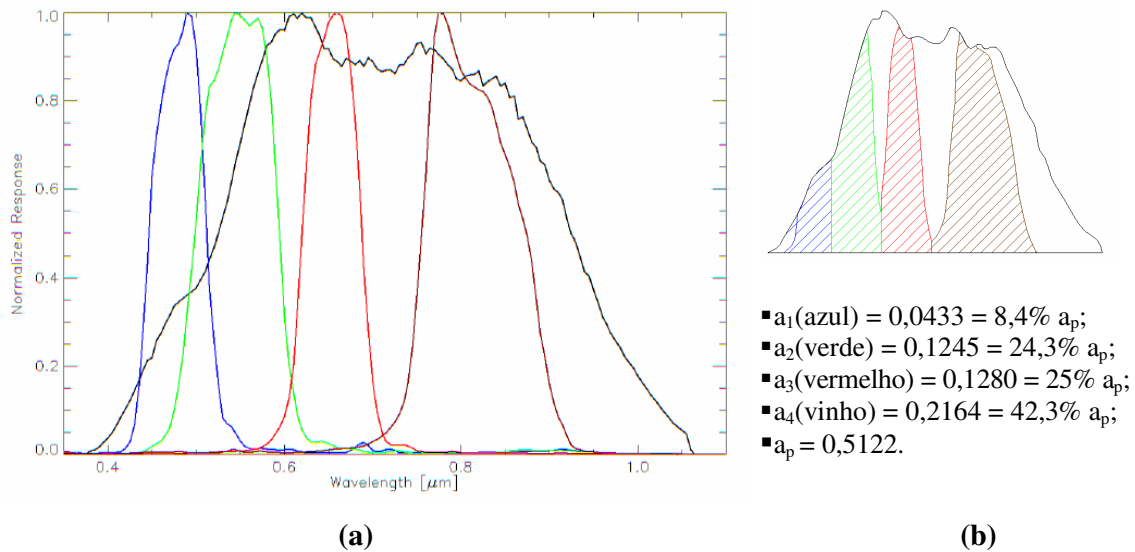 Normalized Response
1.0
0.8
0.6
0.4
0.2
0.0
0.4
0.6
0.8
1.0
Wavelength [μm]
(a)
▪a₁(azul) = 0,0433 = 8,4% aₚ;
▪a₂(verde) = 0,1245 = 24,3% aₚ;
▪a₃(vermelho) = 0,1280 = 25% aₚ;
▪a₄(vinho) = 0,2164 = 42,3% aₚ;
▪aₚ = 0,5122.
(b)